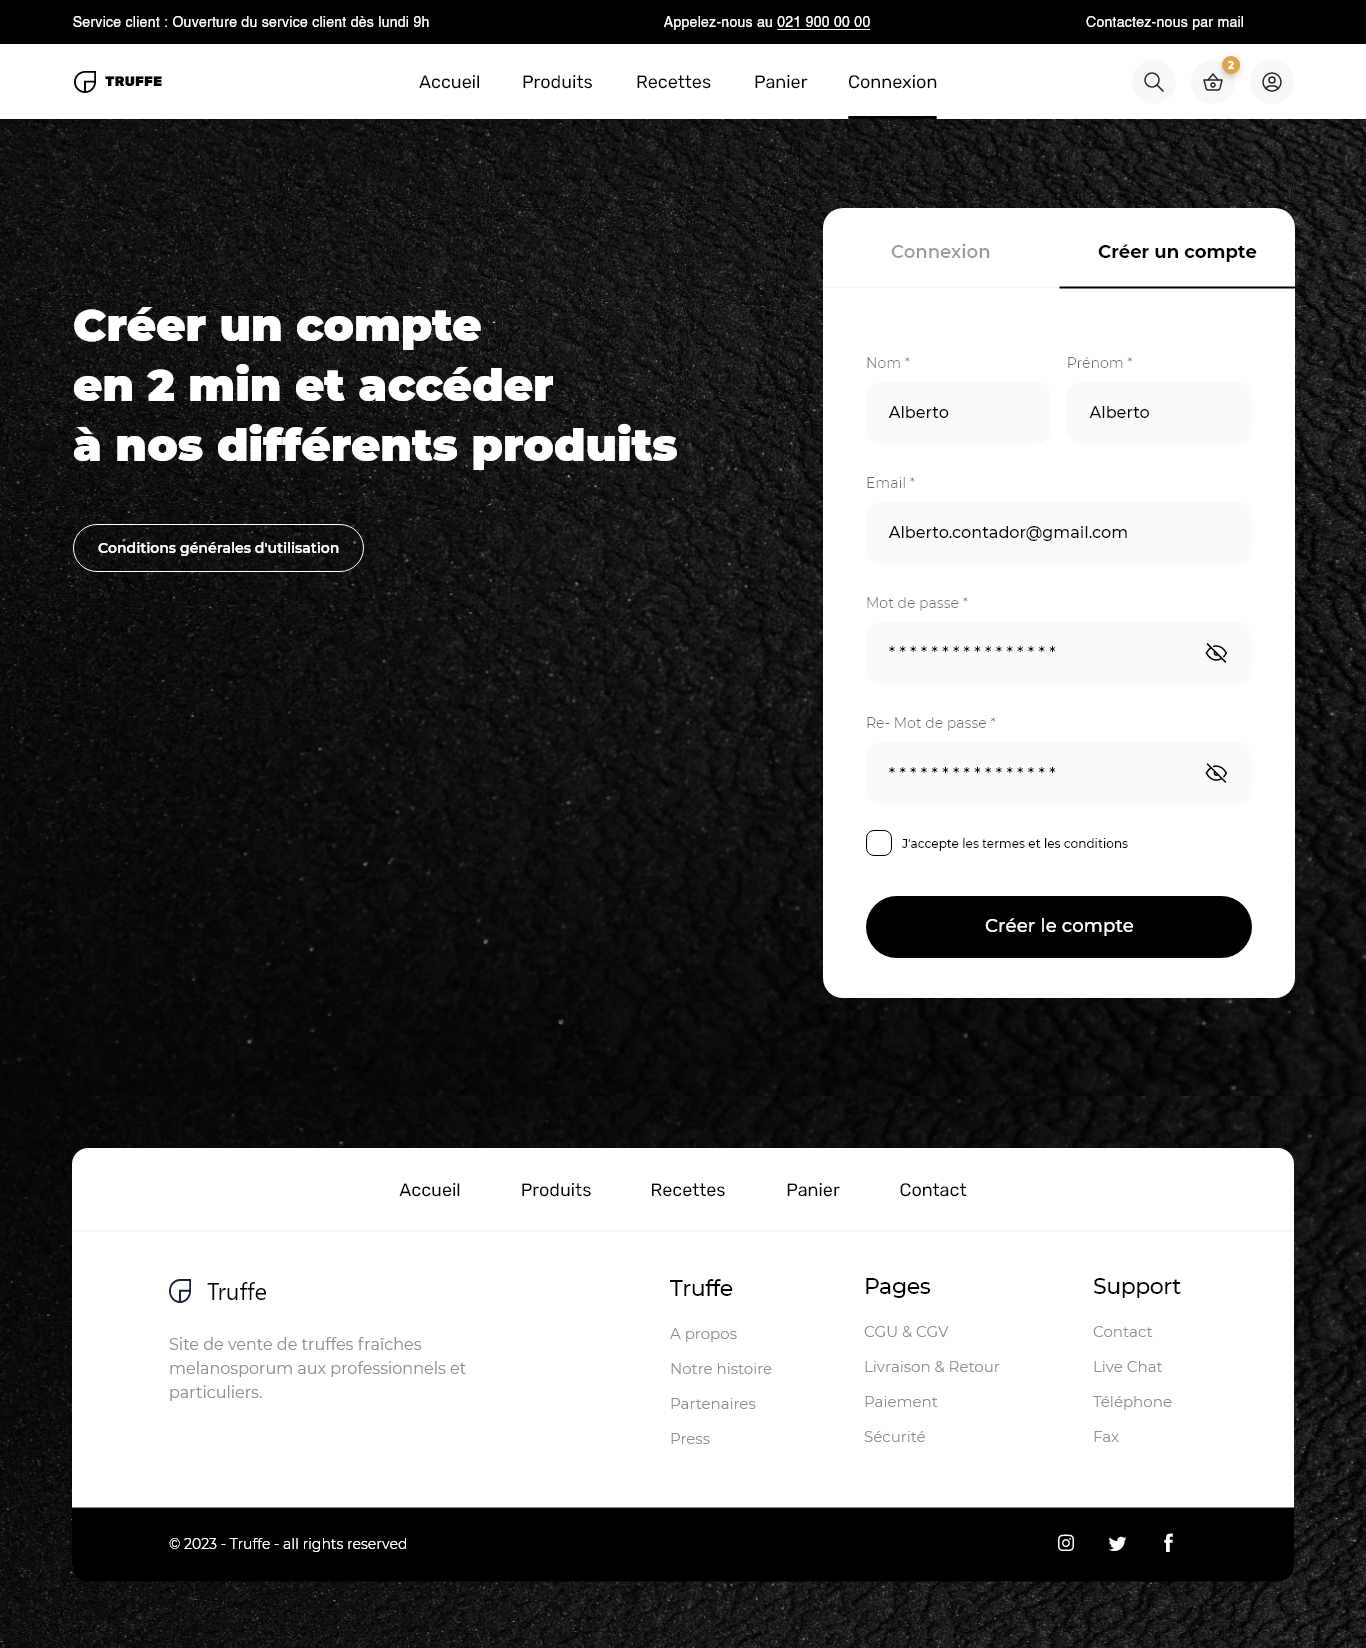 Service client : Ouverture du service client dès lundi 9h
Appelez-nous au 021 900 00 00
Contactez-nous par mail
TRUFFE
Accueil
Produits
Recettes
Panier
Connexion
2
Créer un compte
en 2 min et accéder
à nos différents produits
Conditions générales d'utilisation
Connexion
Créer un compte
Nom *
Prénom *
Alberto
Alberto
Email *
Alberto.contador@gmail.com
Mot de passe *
* * * * * * * * * * * * * * * *
Re- Mot de passe *
* * * * * * * * * * * * * * * *
J'accepte les termes et les conditions
Créer le compte
Accueil
Produits
Recettes
Panier
Contact
Truffe
Site de vente de truffes fraîches
melanosporum aux professionnels et
particuliers.
Truffe
A propos
Notre histoire
Partenaires
Press
Pages
CGU & CGV
Livraison & Retour
Paiement
Sécurité
Support
Contact
Live Chat
Téléphone
Fax
© 2023 - Truffe - all rights reserved